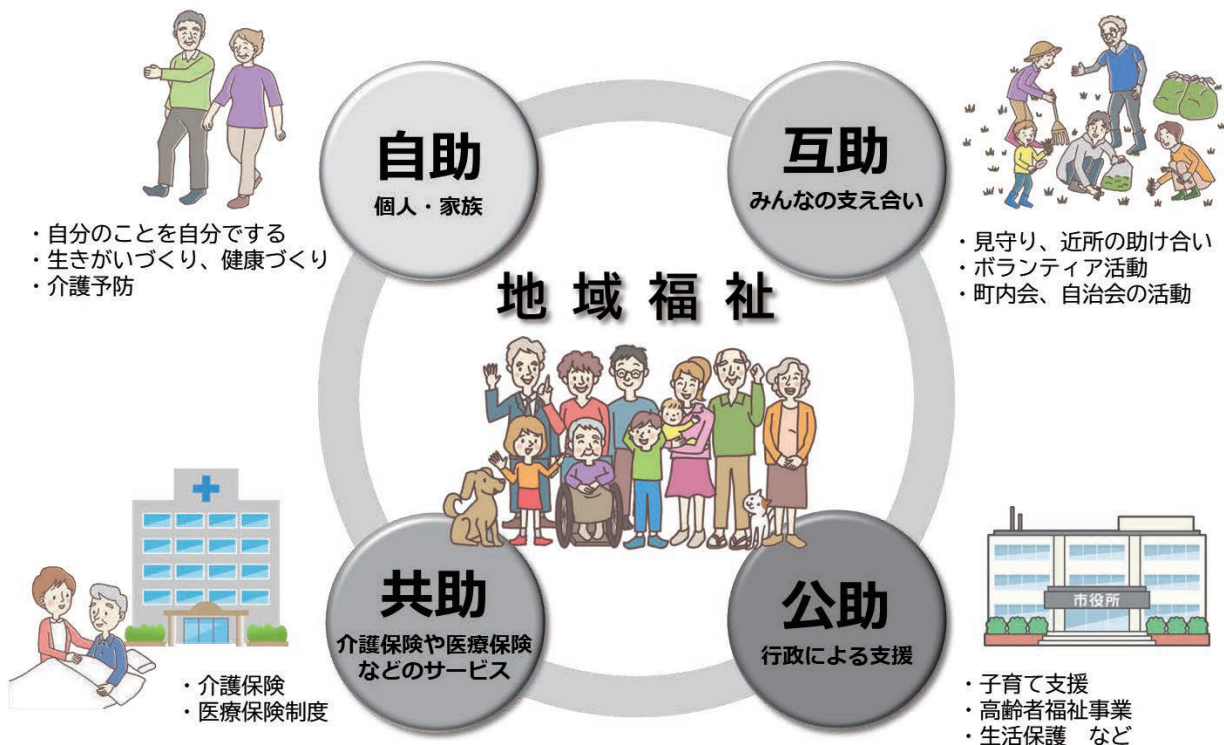 自助
個人・家族
・自分のことを自分でする
・生きがいづくり、健康づくり
・介護予防
互助
みんなの支え合い
・見守り、近所の助け合い
・ボランティア活動
・町内会、自治会の活動
地域福祉
共助
介護保険や医療保険
などのサービス
・介護保険
・医療保険制度
公助
行政による支援
市役所
・子育て支援
・高齢者福祉事業
・生活保護　など